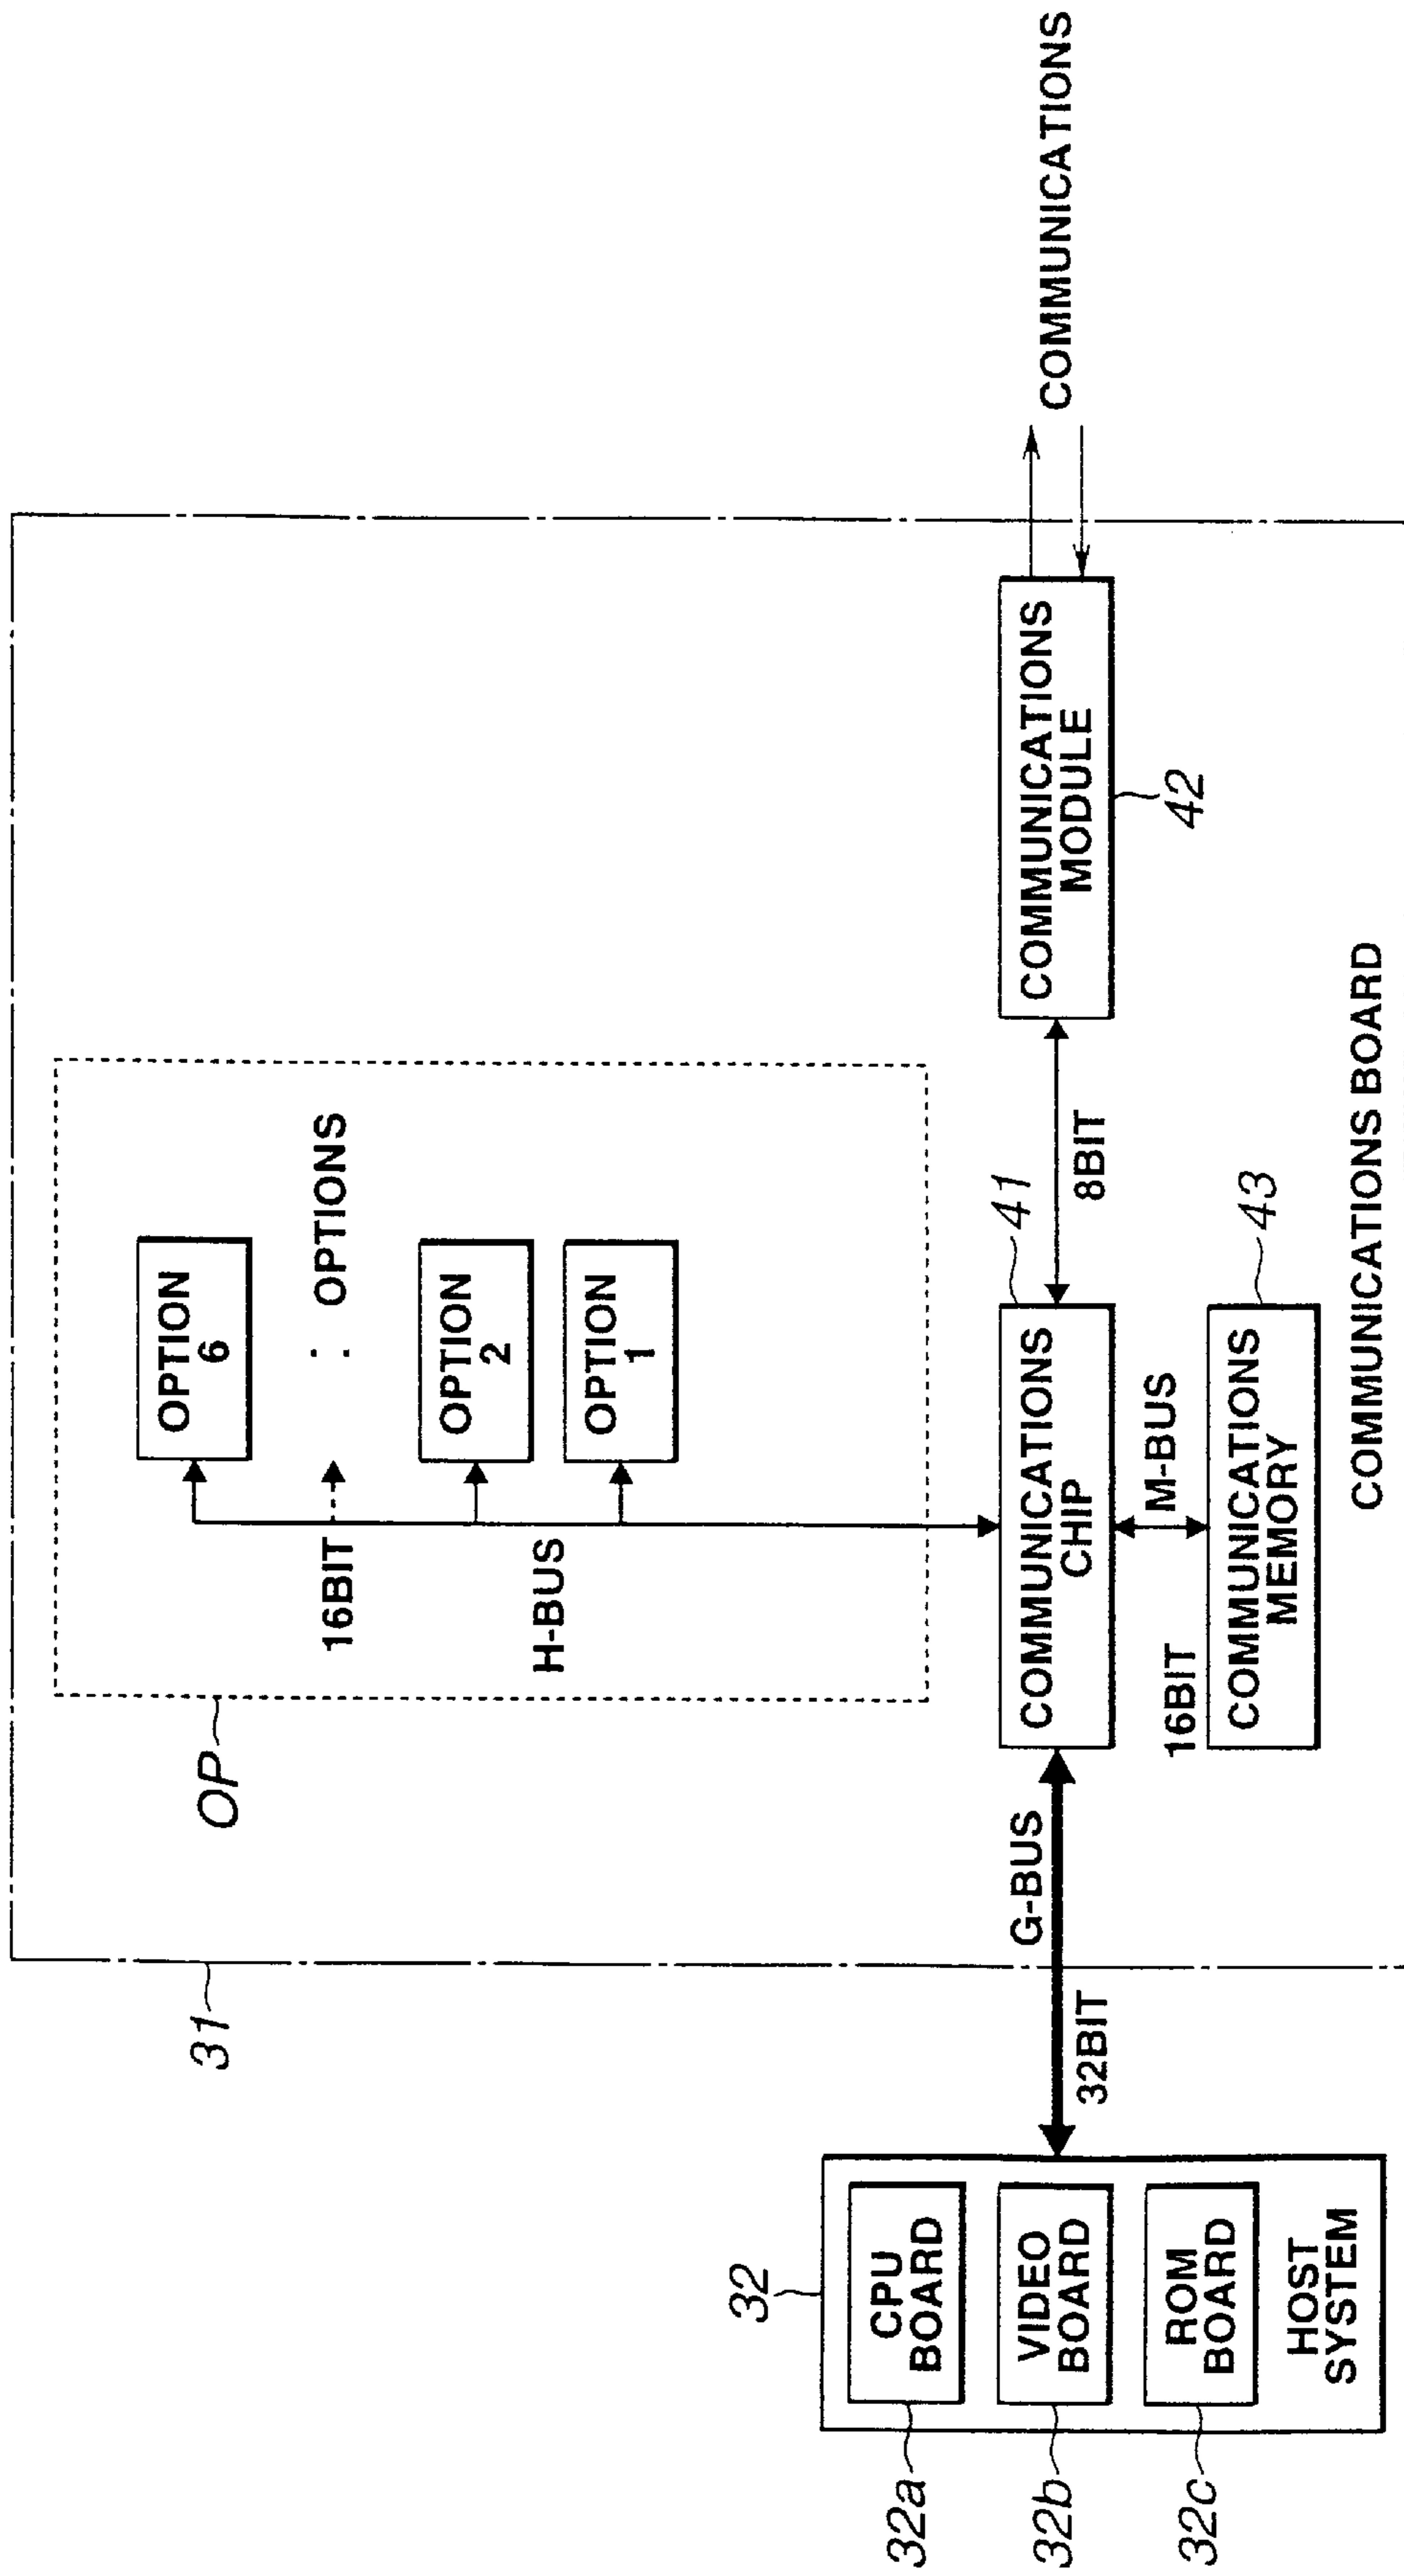 31
OP
OPTION
6
16BIT
: OPTIONS
OPTION
2
H-BUS
OPTION
1
32
CPU
BOARD
32a
VIDEO
BOARD
32b
ROM
BOARD
32c
HOST
SYSTEM
G-BUS
32BIT
COMMUNICATIONS
CHIP
41
8BIT
COMMUNICATIONS
MODULE
42
COMMUNICATIONS
M-BUS
16BIT
COMMUNICATIONS
MEMORY
43
COMMUNICATIONS BOARD